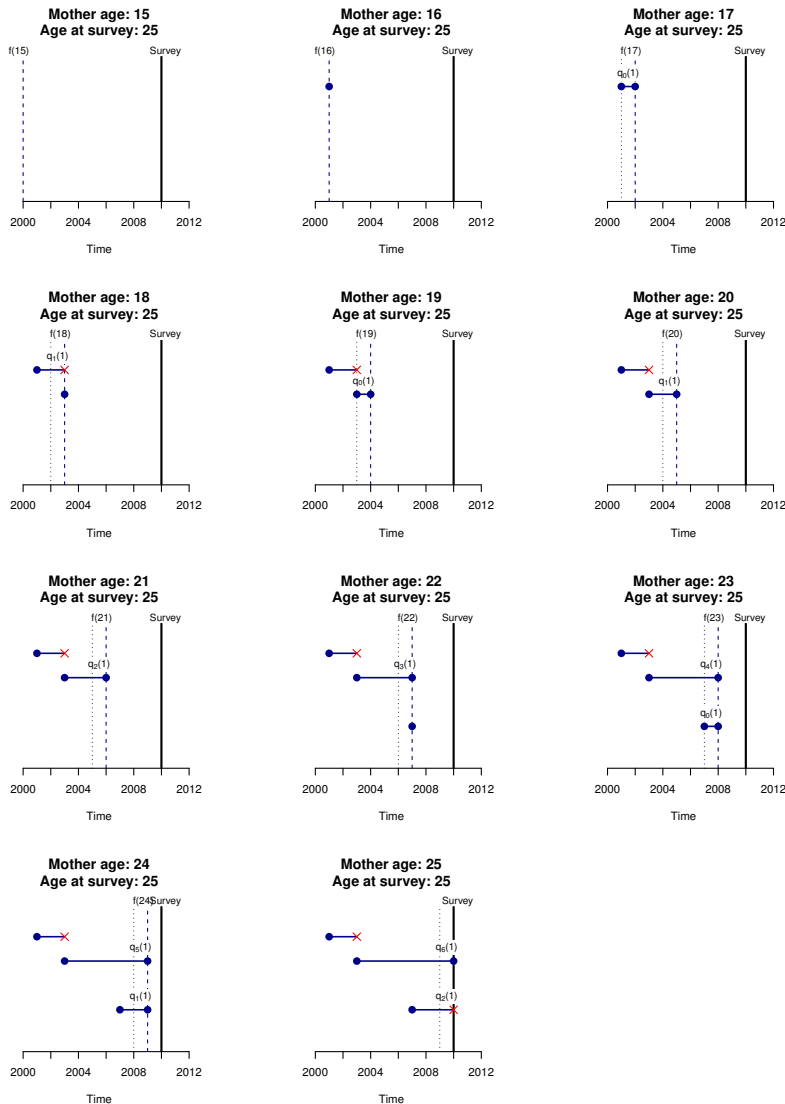 Mother age: 15
Age at survey: 25
f(15)
Survey
2000 2004 2008 2012
Time
Mother age: 16
Age at survey: 25
f(16)
Survey
2000 2004 2008 2012
Time
Mother age: 17
Age at survey: 25
f(17)
Survey
q₀(1)
2000 2004 2008 2012
Time
Mother age: 18
Age at survey: 25
f(18)
Survey
q₁(1)
2000 2004 2008 2012
Time
Mother age: 19
Age at survey: 25
f(19)
Survey
q₀(1)
2000 2004 2008 2012
Time
Mother age: 20
Age at survey: 25
f(20)
Survey
q₁(1)
2000 2004 2008 2012
Time
Mother age: 21
Age at survey: 25
f(21)
Survey
q₂(1)
2000 2004 2008 2012
Time
Mother age: 22
Age at survey: 25
f(22)
Survey
q₃(1)
2000 2004 2008 2012
Time
Mother age: 23
Age at survey: 25
f(23)
Survey
q₄(1)
q₀(1)
2000 2004 2008 2012
Time
Mother age: 24
Age at survey: 25
f(24)
Survey
q₅(1)
q₁(1)
2000 2004 2008 2012
Time
Mother age: 25
Age at survey: 25
Survey
q₆(1)
q₂(1)
2000 2004 2008 2012
Time